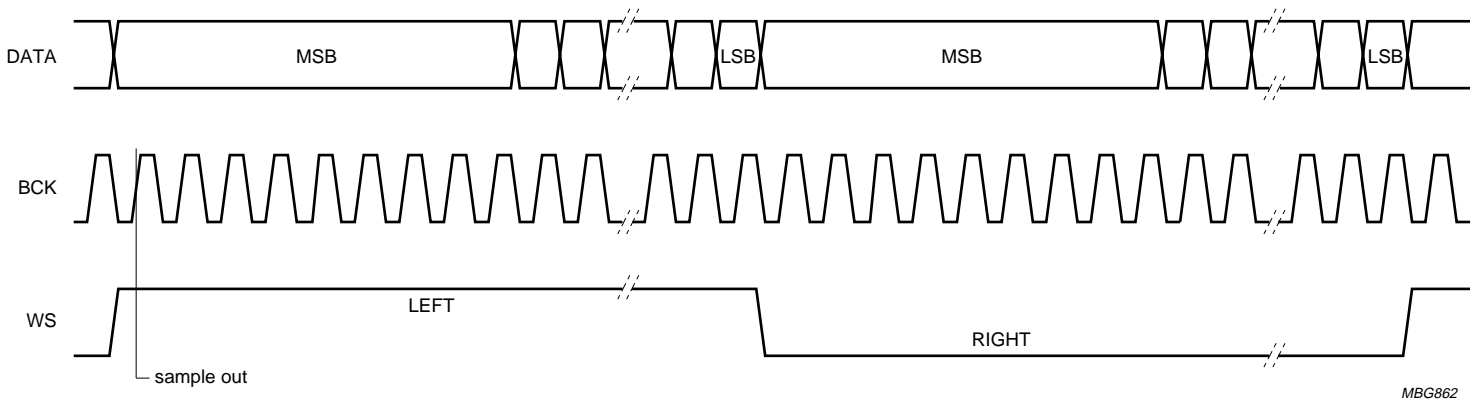 DATA
MSB
LSB
MSB
LSB
BCK
WS
LEFT
RIGHT
sample out
MBG862